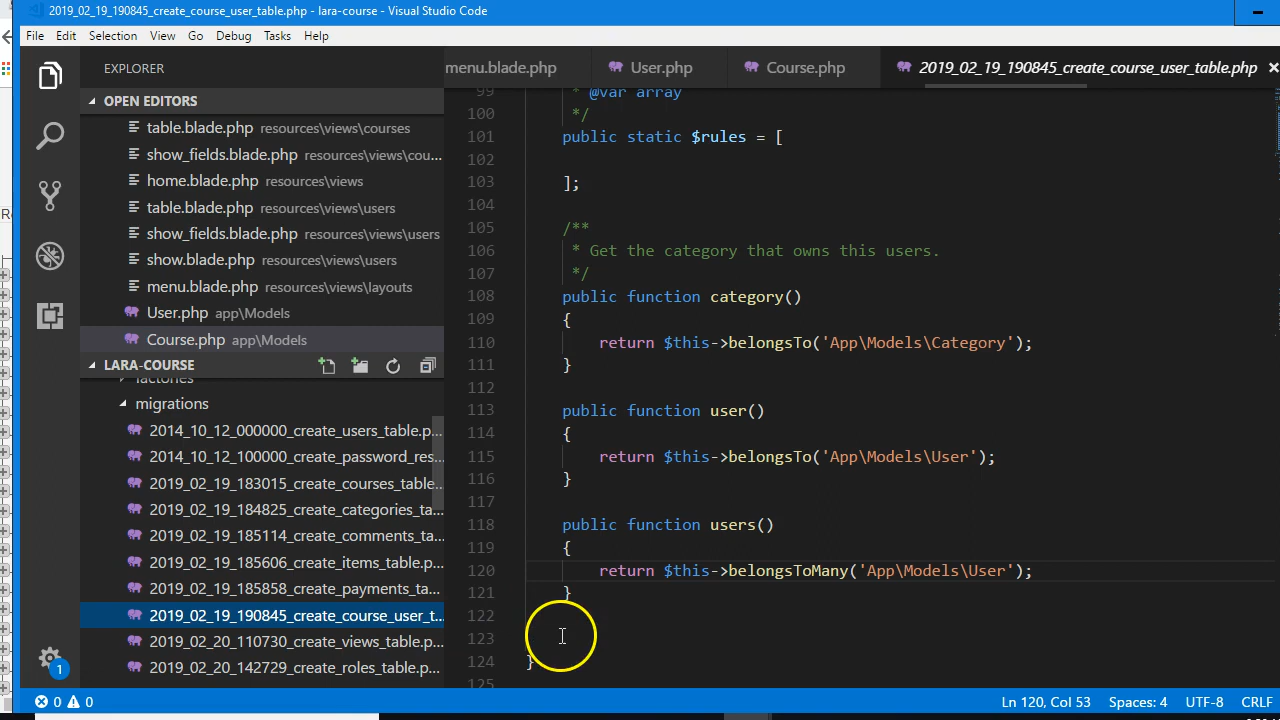 2019_02_19_190845_create_course_user_table.php - lara-course - Visual Studio Code
File Edit Selection View Go Debug Tasks Help
EXPLORER
OPEN EDITORS
table.blade.php resources\views\courses
show_fields.blade.php resources\views\cou...
home.blade.php resources\views
table.blade.php resources\views\users
show_fields.blade.php resources\views\users
show.blade.php resources\views\users
menu.blade.php resources\views\layouts
User.php app\Models
Course.php app\Models
LARA-COURSE
factories
migrations
2014_10_12_000000_create_users_table.p...
2014_10_12_100000_create_password_res...
2019_02_19_183015_create_courses_table...
2019_02_19_184825_create_categories_ta...
2019_02_19_185114_create_comments_ta...
2019_02_19_185606_create_items_table.p...
2019_02_19_185858_create_payments_ta...
2019_02_19_190845_create_course_user_t...
2019_02_20_110730_create_views_table.p...
2019_02_20_142729_create_roles_table.p...
menu.blade.php User.php Course.php 2019_02_19_190845_create_course_user_table.php
99 * @var array
100 */
101 public static $rules = [
102
103 ];
104
105 /**
106 * Get the category that owns this users.
107 */
108 public function category()
109 {
110 return $this->belongsTo('App\Models\Category');
111 }
112
113 public function user()
114 {
115 return $this->belongsTo('App\Models\User');
116 }
117
118 public function users()
119 {
120 return $this->belongsToMany('App\Models\User');
121 }
122
123
124 }
125
1
0 0 Ln 120, Col 53 Spaces: 4 UTF-8 CRLF